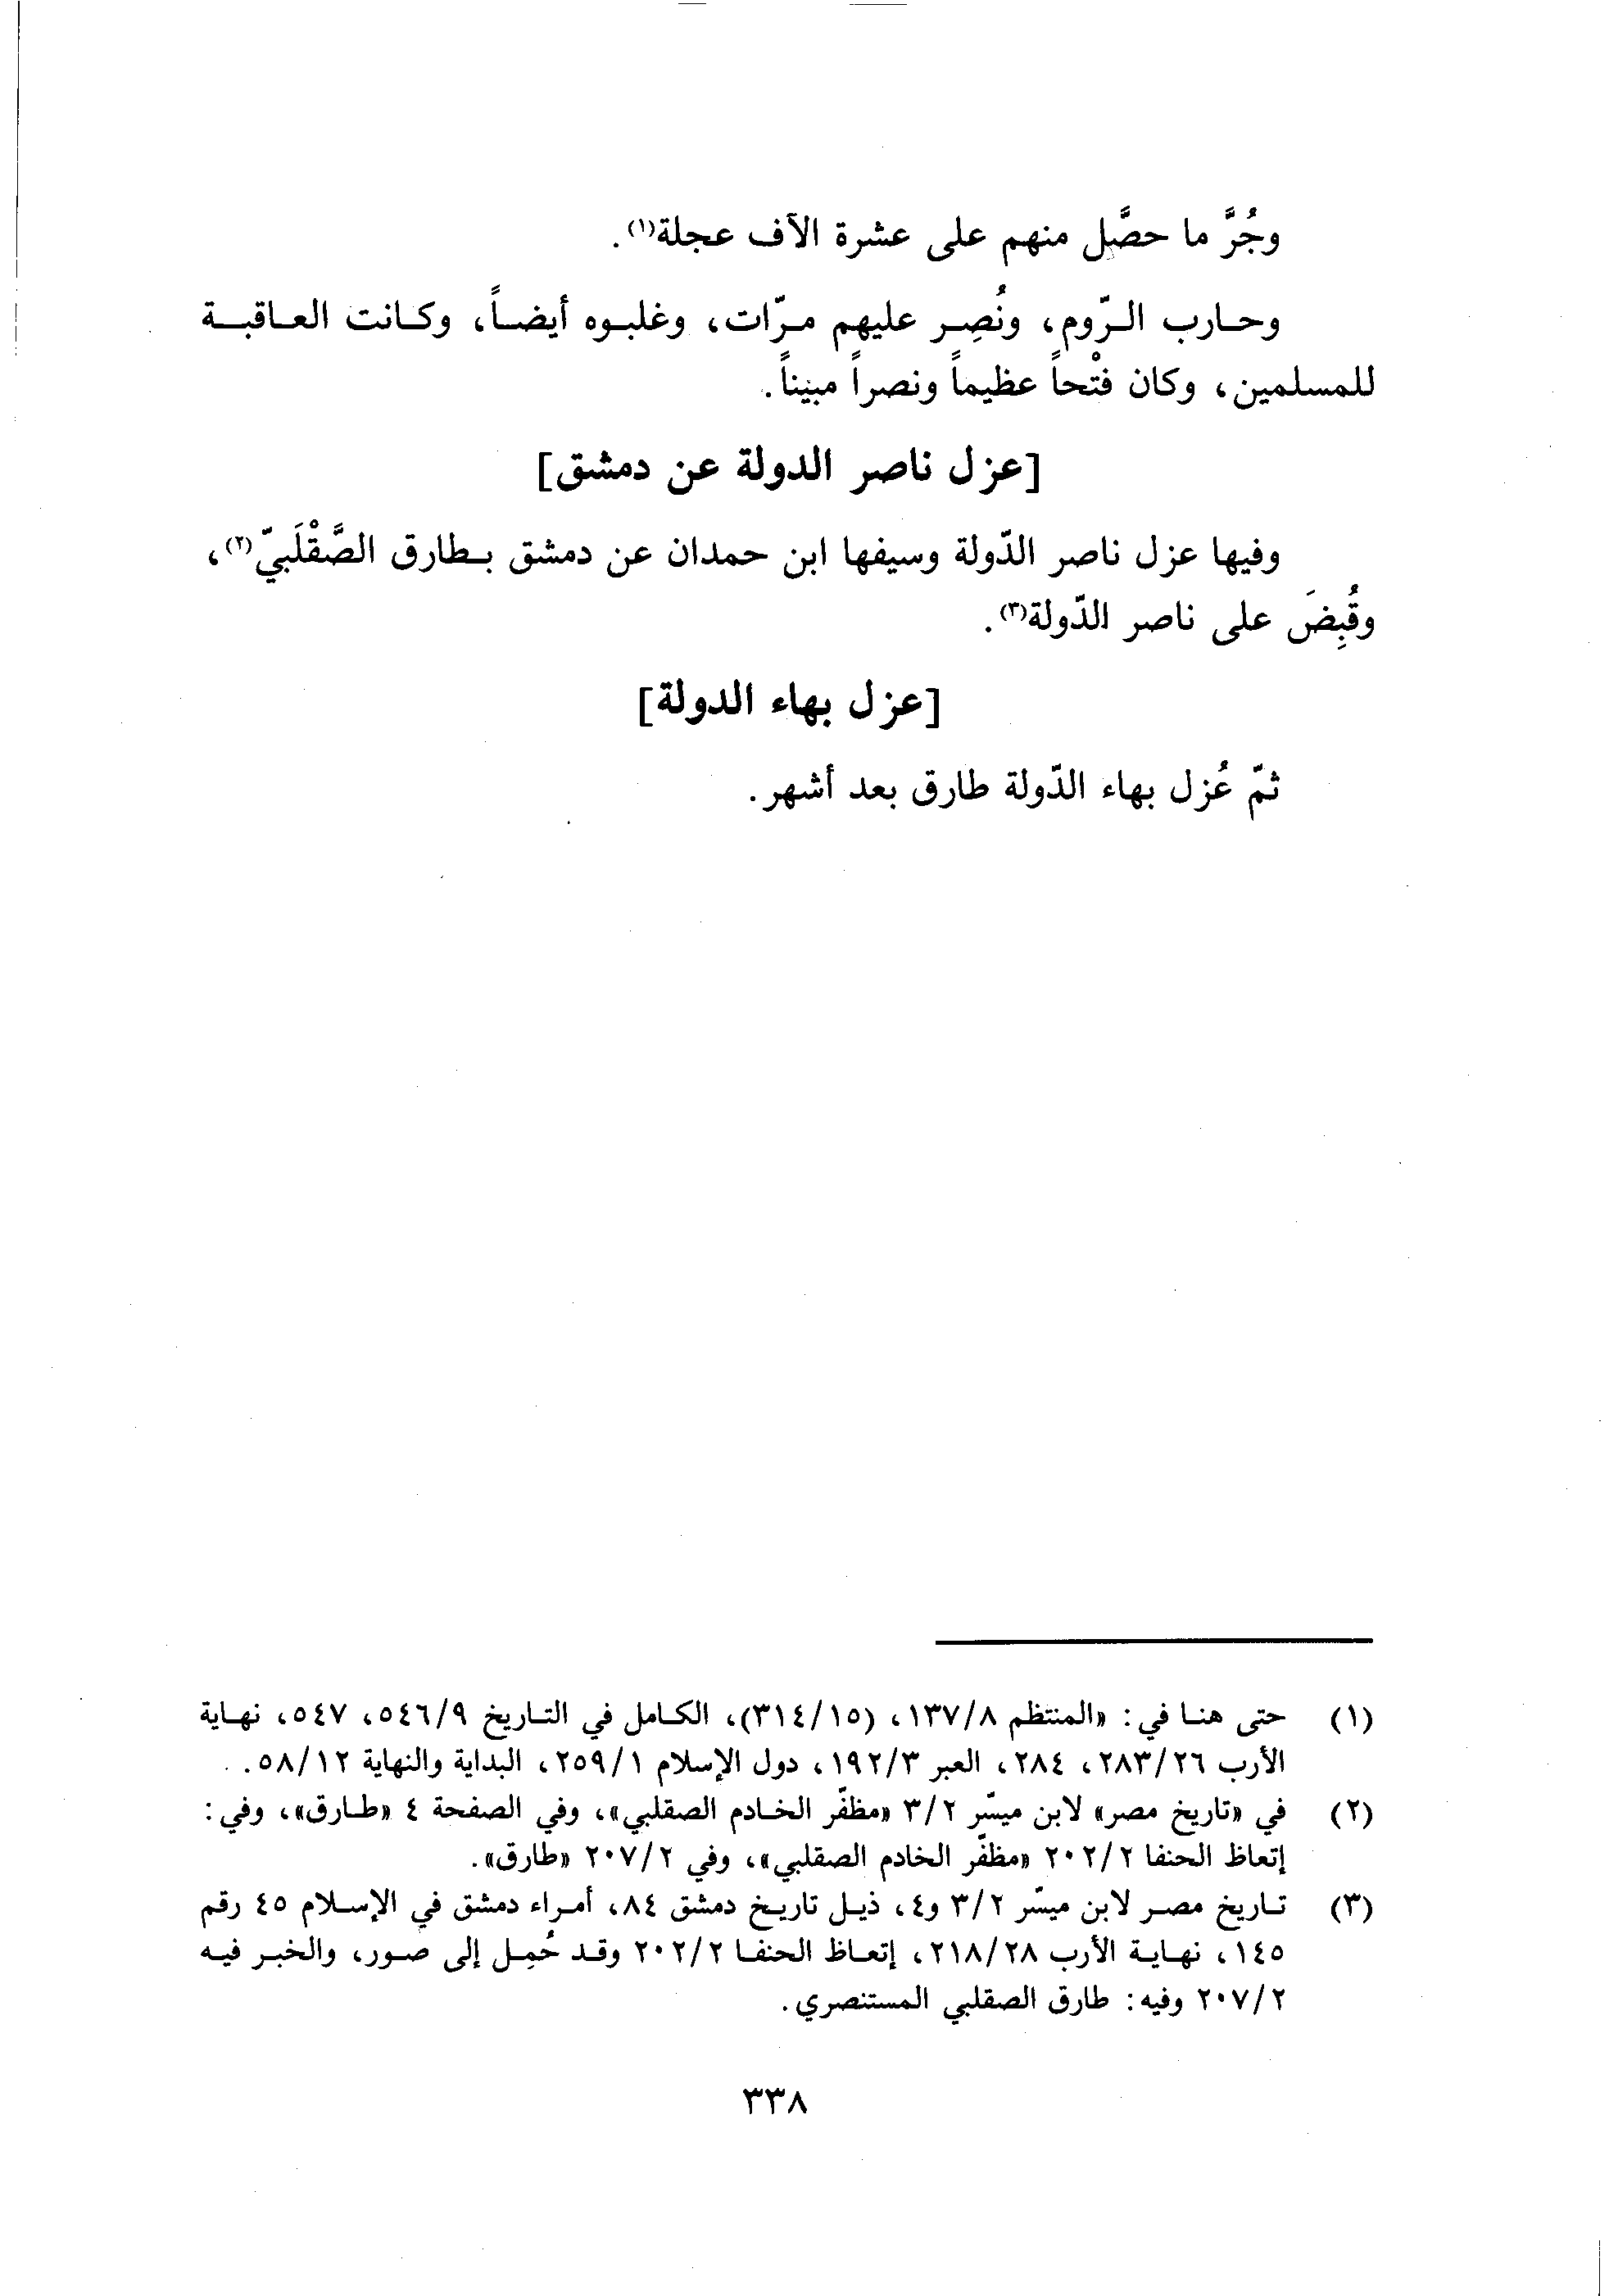 وجُرَّ ما حصَّل منهم على عشرة الآف عجلة(١).
وحارب الرّوم، ونُصِر عليهم مرّات، وغلبوه أيضاً، وكانت العاقبة
للمسلمين، وكان فتْحاً عظيماً ونصراً مبيناً.
[عزل ناصر الدولة عن دمشق]
وفيها عزل ناصر الدّولة وسيفها ابن حمدان عن دمشق بطارق الصَّقْلَبيّ(٢)،
وقُبِضَ على ناصر الدّولة(٣).
[عزل بهاء الدولة]
ثمّ عُزل بهاء الدّولة طارق بعد أشهر.
(١) حتى هنا في: «المنتظم ١٣٧/٨، (٣١٤/١٥)، الكامل في التاريخ ٥٤٦/٩، ٥٤٧، نهاية
الأرب ٢٨٣/٢٦، ٢٨٤، العبر ١٩٢/٣، دول الإسلام ٢٥٩/١، البداية والنهاية ٥٨/١٢.
(٢) في «تاريخ مصر» لابن ميسّر ٣/٢ «مظفّر الخادم الصقلبي»، وفي الصفحة ٤ «طارق»، وفي:
إتعاظ الحنفا ٢٠٢/٢ «مظفّر الخادم الصقلبي»، وفي ٢٠٧/٢ «طارق».
(٣) تاريخ مصر لابن ميسّر ٣/٢ و٤، ذيل تاريخ دمشق ٨٤، أمراء دمشق في الإسلام ٤٥ رقم
١٤٥، نهاية الأرب ٢١٨/٢٨، إتعاظ الحنفا ٢٠٢/٢ وقد حُمِل إلى صور، والخبر فيه
٢٠٧/٢ وفيه: طارق الصقلبي المستنصري.
٣٣٨